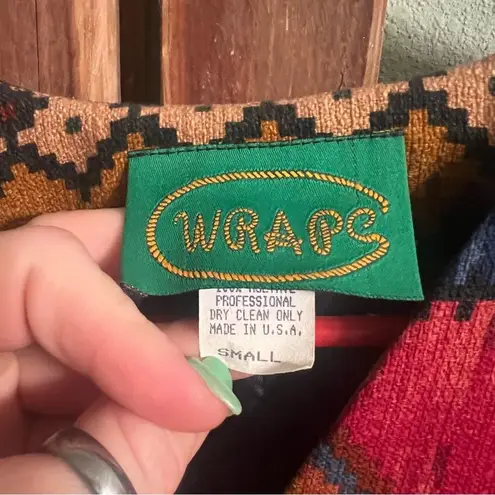 WRAPS
100% ACETATE
PROFESSIONAL
DRY CLEAN ONLY
MADE IN U.S.A.
SMALL